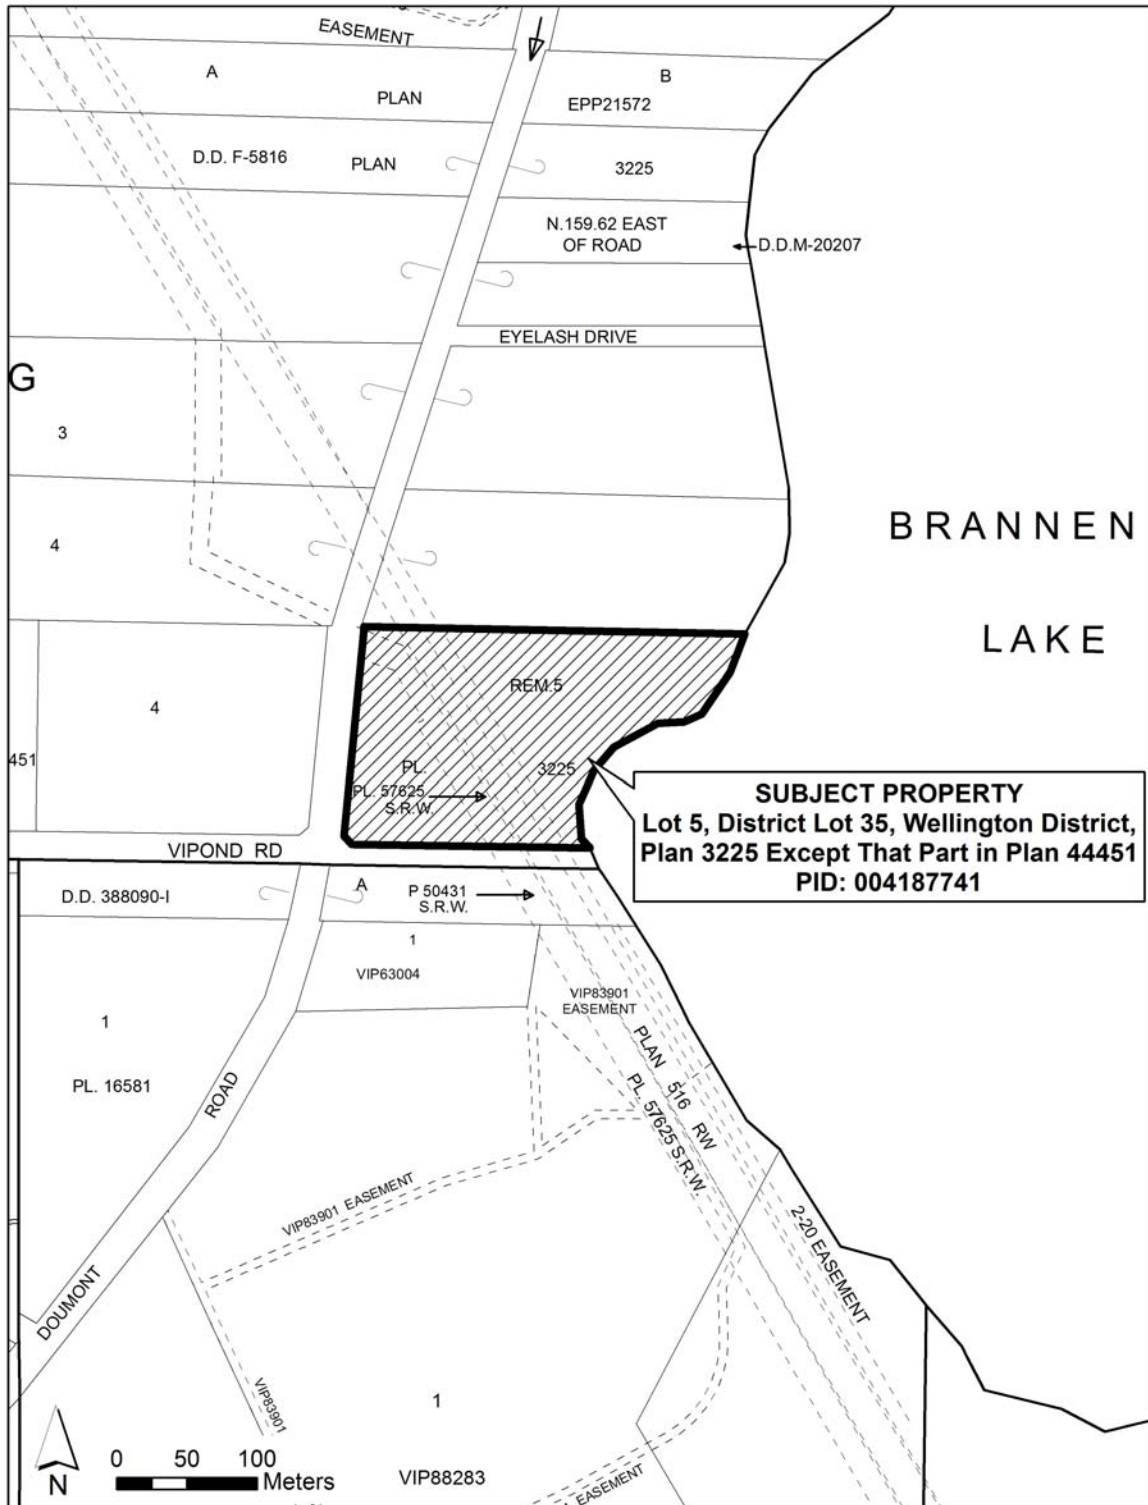 EASEMENT
A
B
PLAN
EPP21572
D.D. F-5816
PLAN
3225
N.159.62 EAST
OF ROAD
D.D.M-20207
EYELASH DRIVE
G
3
BRANNEN
4
LAKE
REM.5
4
451
PL.
3225
PL. 57625
S.R.W.
SUBJECT PROPERTY
Lot 5, District Lot 35, Wellington District,
Plan 3225 Except That Part in Plan 44451
PID: 004187741
VIPOND RD
D.D. 388090-I
A
P 50431
S.R.W.
1
VIP63004
VIP83901
EASEMENT
1
PLAN 516 RW
PL. 57625 S.R.W.
PL. 16581
ROAD
VIP83901 EASEMENT
2-20 EASEMENT
DOUMONT
VIP83901
1
0 50 100
Meters
N
VIP88283
EASEMENT